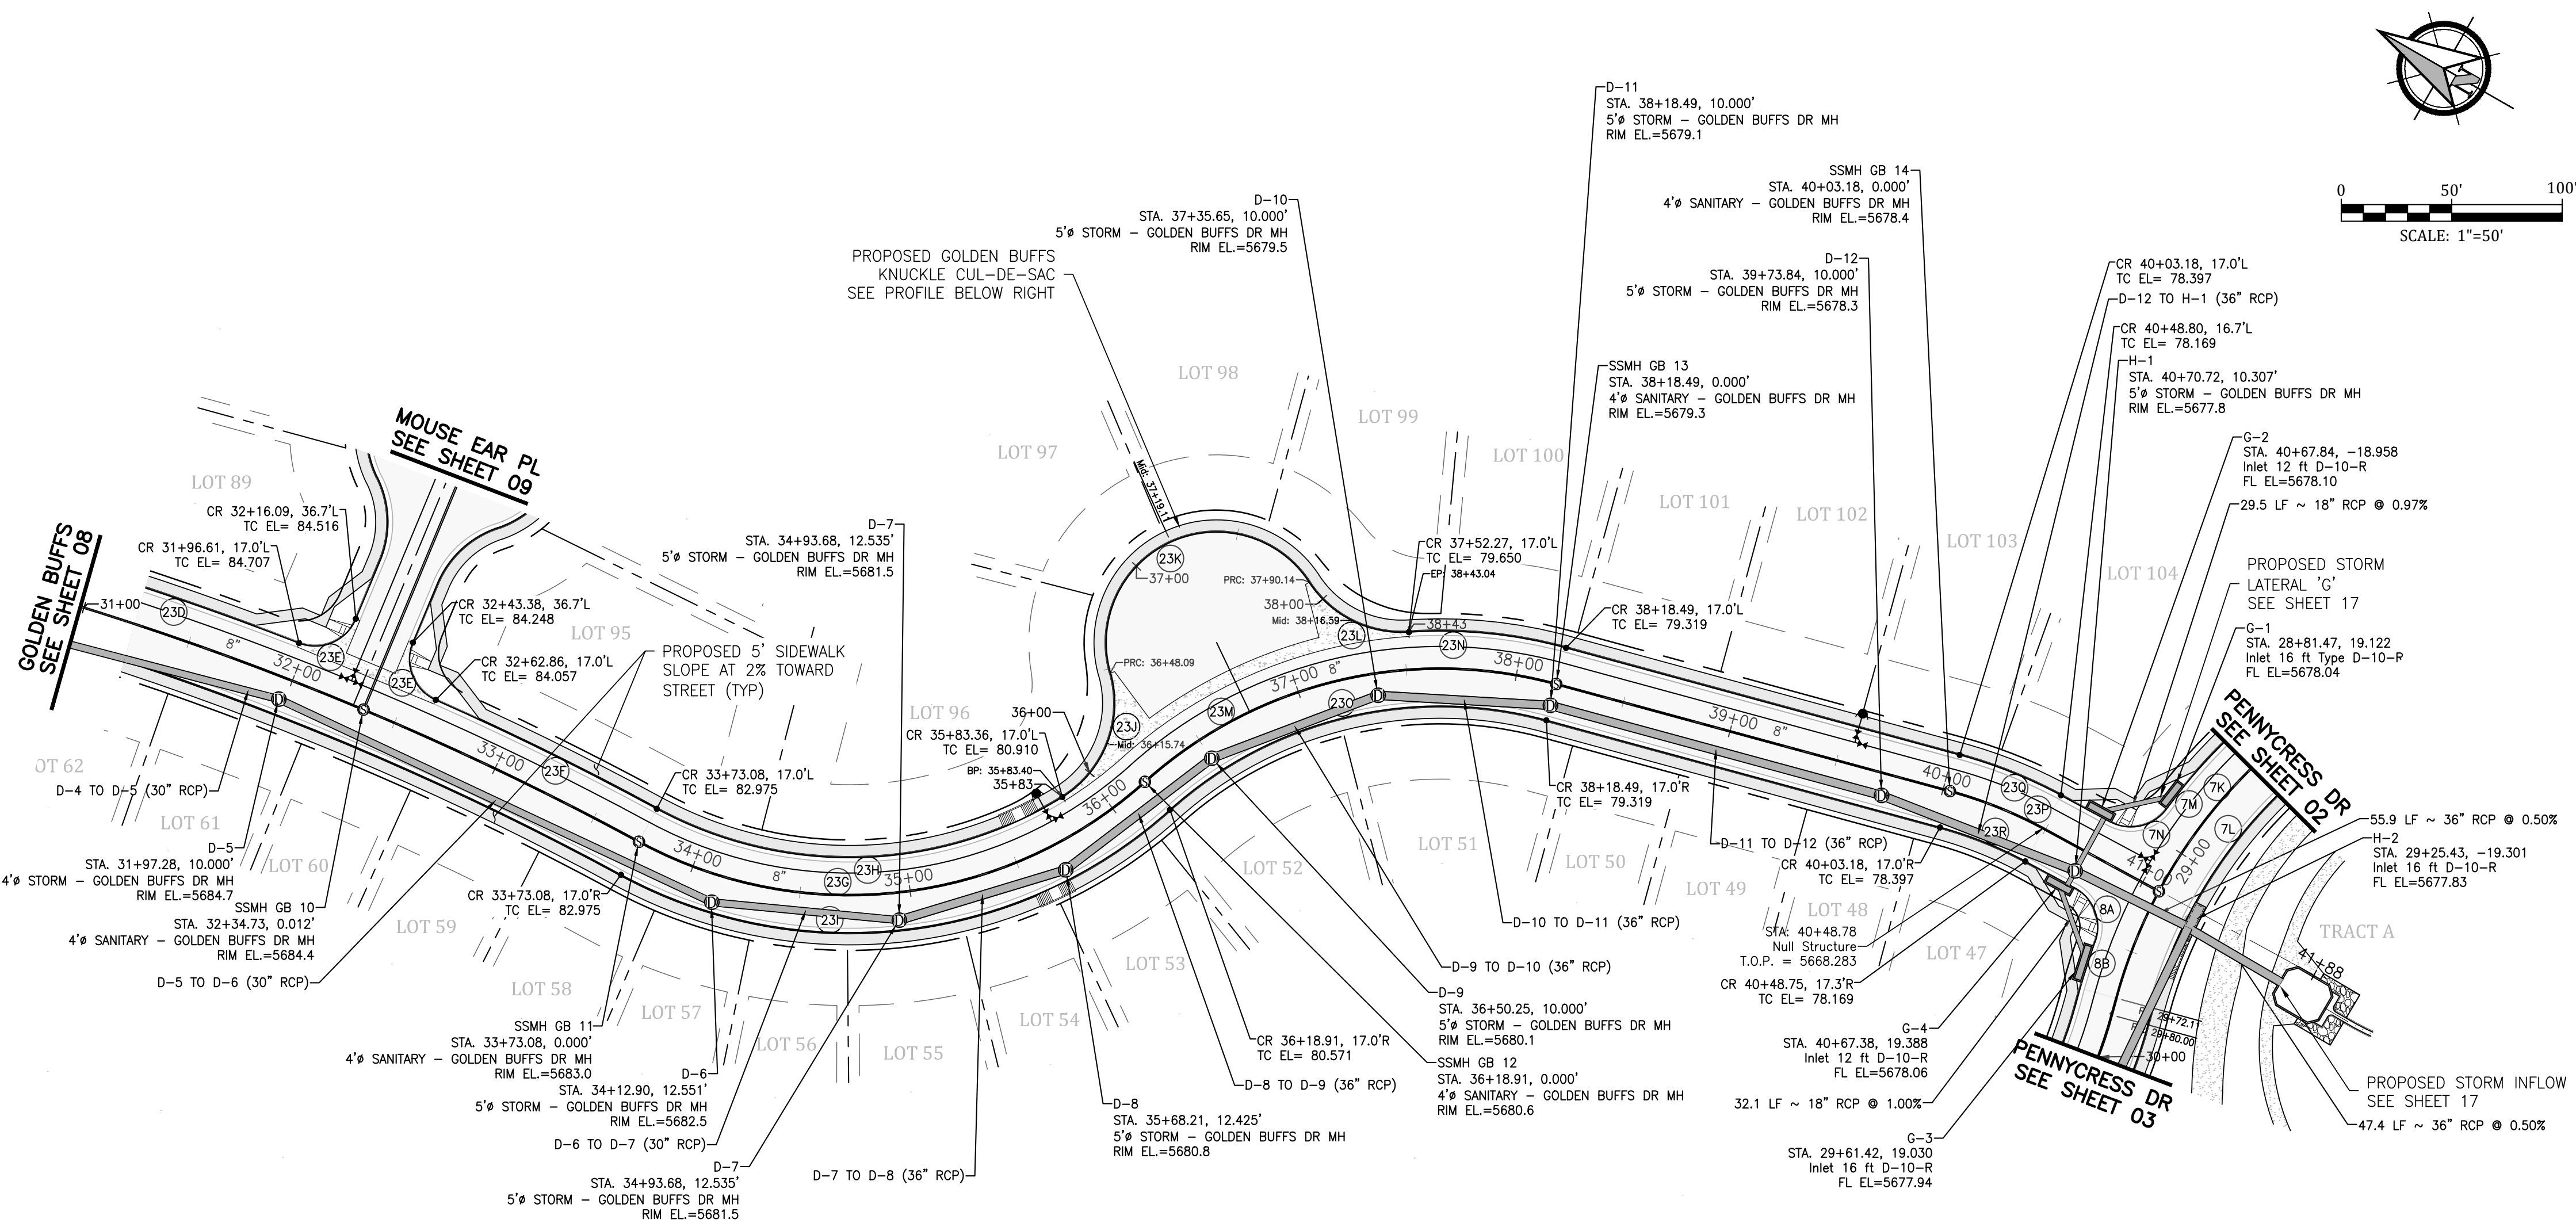 N
0 50' 100'
SCALE: 1"=50'
D-11
STA. 38+18.49, 10.000'
5'ø STORM – GOLDEN BUFFS DR MH
RIM EL.=5679.1
SSMH GB 14
STA. 40+03.18, 0.000'
4'ø SANITARY – GOLDEN BUFFS DR MH
RIM EL.=5678.4
D-10
STA. 37+35.65, 10.000'
5'ø STORM – GOLDEN BUFFS DR MH
RIM EL.=5679.5
PROPOSED GOLDEN BUFFS
KNUCKLE CUL-DE-SAC
SEE PROFILE BELOW RIGHT
D-12
STA. 39+73.84, 10.000'
5'ø STORM – GOLDEN BUFFS DR MH
RIM EL.=5678.3
CR 40+03.18, 17.0'L
TC EL= 78.397
D-12 TO H-1 (36" RCP)
CR 40+48.80, 16.7'L
TC EL= 78.169
H-1
STA. 40+70.72, 10.307'
5'ø STORM – GOLDEN BUFFS DR MH
RIM EL.=5677.8
SSMH GB 13
STA. 38+18.49, 0.000'
4'ø SANITARY – GOLDEN BUFFS DR MH
RIM EL.=5679.3
G-2
STA. 40+67.84, -18.958
Inlet 12 ft D-10-R
FL EL=5678.10
29.5 LF ~ 18" RCP @ 0.97%
PROPOSED STORM
LATERAL 'G'
SEE SHEET 17
G-1
STA. 28+81.47, 19.122
Inlet 16 ft Type D-10-R
FL EL=5678.04
PENNYCRESS DR
SEE SHEET 02
55.9 LF ~ 36" RCP @ 0.50%
H-2
STA. 29+25.43, -19.301
Inlet 16 ft D-10-R
FL EL=5677.83
LOT 98
LOT 99
LOT 97
LOT 100
LOT 101
LOT 102
LOT 103
LOT 104
MOUSE EAR PL
SEE SHEET 09
LOT 89
CR 32+16.09, 36.7'L
TC EL= 84.516
CR 31+96.61, 17.0'L
TC EL= 84.707
GOLDEN BUFFS
SEE SHEET 08
31+00
23D
8"
32+00
23E
23E
CR 32+43.38, 36.7'L
TC EL= 84.248
LOT 95
CR 32+62.86, 17.0'L
TC EL= 84.057
PROPOSED 5' SIDEWALK
SLOPE AT 2% TOWARD
STREET (TYP)
D-7
STA. 34+93.68, 12.535'
5'ø STORM – GOLDEN BUFFS DR MH
RIM EL.=5681.5
LOT 96
CR 35+83.36, 17.0'L
TC EL= 80.910
BP: 35+83.40
35+83
36+00
Mid: 37+19.11
23K
37+00
PRC: 37+90.14
38+00
Mid: 38+16.59
23L
38+43
CR 37+52.27, 17.0'L
TC EL= 79.650
EP: 38+43.04
PRC: 36+48.09
23J
Mid: 36+15.74
23M
37+00 8"
23O
23N
38+00
CR 38+18.49, 17.0'L
TC EL= 79.319
33+00
23F
CR 33+73.08, 17.0'L
TC EL= 82.975
34+00
8"
23G
23H
35+00
23I
36+00
CR 38+18.49, 17.0'R
TC EL= 79.319
39+00
8"
40+00
23Q
23P
23R
7K
7M
7L
7N
41+00
29+00
8A
8B
LOT 61
LOT 60
LOT 59
LOT 58
LOT 57
LOT 56
LOT 55
LOT 54
LOT 53
LOT 52
LOT 51
LOT 50
LOT 49
LOT 48
LOT 47
TRACT A
41+88
D-4 TO D-5 (30" RCP)
D-5
STA. 31+97.28, 10.000'
4'ø STORM – GOLDEN BUFFS DR MH
RIM EL.=5684.7
SSMH GB 10
STA. 32+34.73, 0.012'
4'ø SANITARY – GOLDEN BUFFS DR MH
RIM EL.=5684.4
D-5 TO D-6 (30" RCP)
CR 33+73.08, 17.0'R
TC EL= 82.975
SSMH GB 11
STA. 33+73.08, 0.000'
4'ø SANITARY – GOLDEN BUFFS DR MH
RIM EL.=5683.0
D-6
STA. 34+12.90, 12.551'
5'ø STORM – GOLDEN BUFFS DR MH
RIM EL.=5682.5
D-6 TO D-7 (30" RCP)
D-7
STA. 34+93.68, 12.535'
5'ø STORM – GOLDEN BUFFS DR MH
RIM EL.=5681.5
D-7 TO D-8 (36" RCP)
D-8
STA. 35+68.21, 12.425'
5'ø STORM – GOLDEN BUFFS DR MH
RIM EL.=5680.8
D-8 TO D-9 (36" RCP)
CR 36+18.91, 17.0'R
TC EL= 80.571
SSMH GB 12
STA. 36+18.91, 0.000'
4'ø SANITARY – GOLDEN BUFFS DR MH
RIM EL.=5680.6
D-9
STA. 36+50.25, 10.000'
5'ø STORM – GOLDEN BUFFS DR MH
RIM EL.=5680.1
D-9 TO D-10 (36" RCP)
D-10 TO D-11 (36" RCP)
D-11 TO D-12 (36" RCP)
CR 40+03.18, 17.0'R
TC EL= 78.397
STA: 40+48.78
Null Structure
T.O.P. = 5668.283
CR 40+48.75, 17.3'R
TC EL= 78.169
G-4
STA. 40+67.38, 19.388
Inlet 12 ft D-10-R
FL EL=5678.06
32.1 LF ~ 18" RCP @ 1.00%
G-3
STA. 29+61.42, 19.030
Inlet 16 ft D-10-R
FL EL=5677.94
29+72.11
29+80.00
30+00
PENNYCRESS DR
SEE SHEET 03
PROPOSED STORM INFLOW
SEE SHEET 17
47.4 LF ~ 36" RCP @ 0.50%